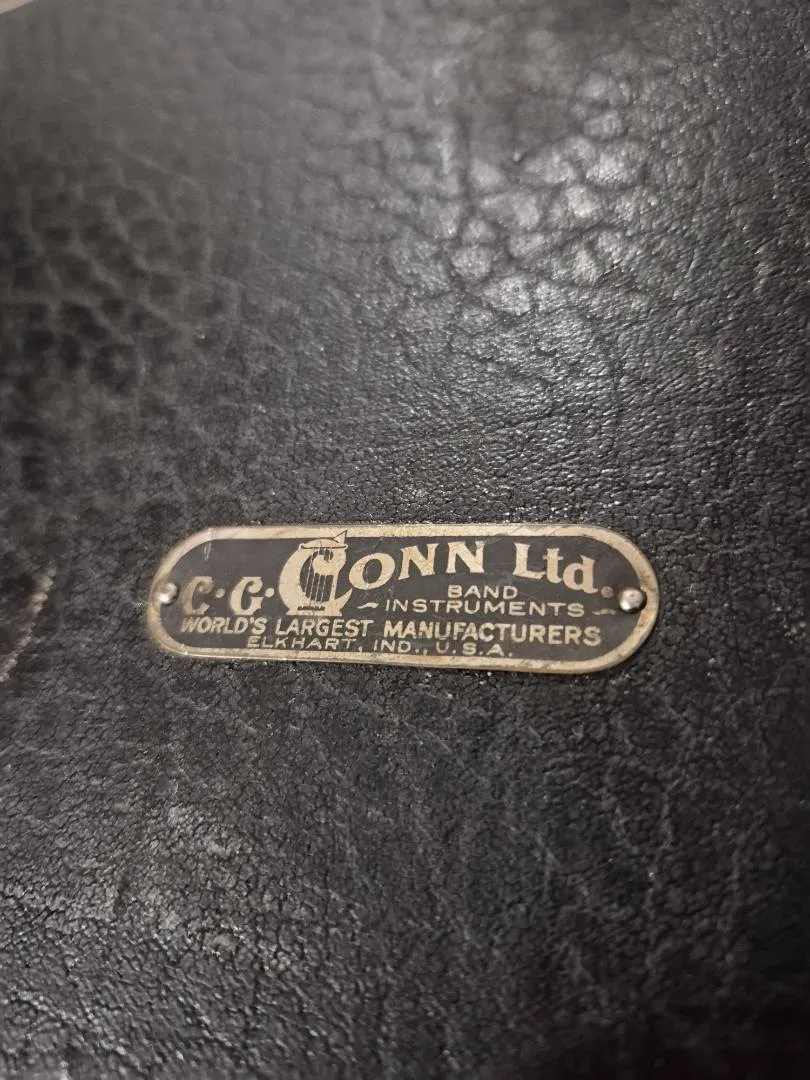 C·G·CONN Ltd.
BAND
~INSTRUMENTS~
WORLD'S LARGEST MANUFACTURERS
ELKHART, IND., U.S.A.